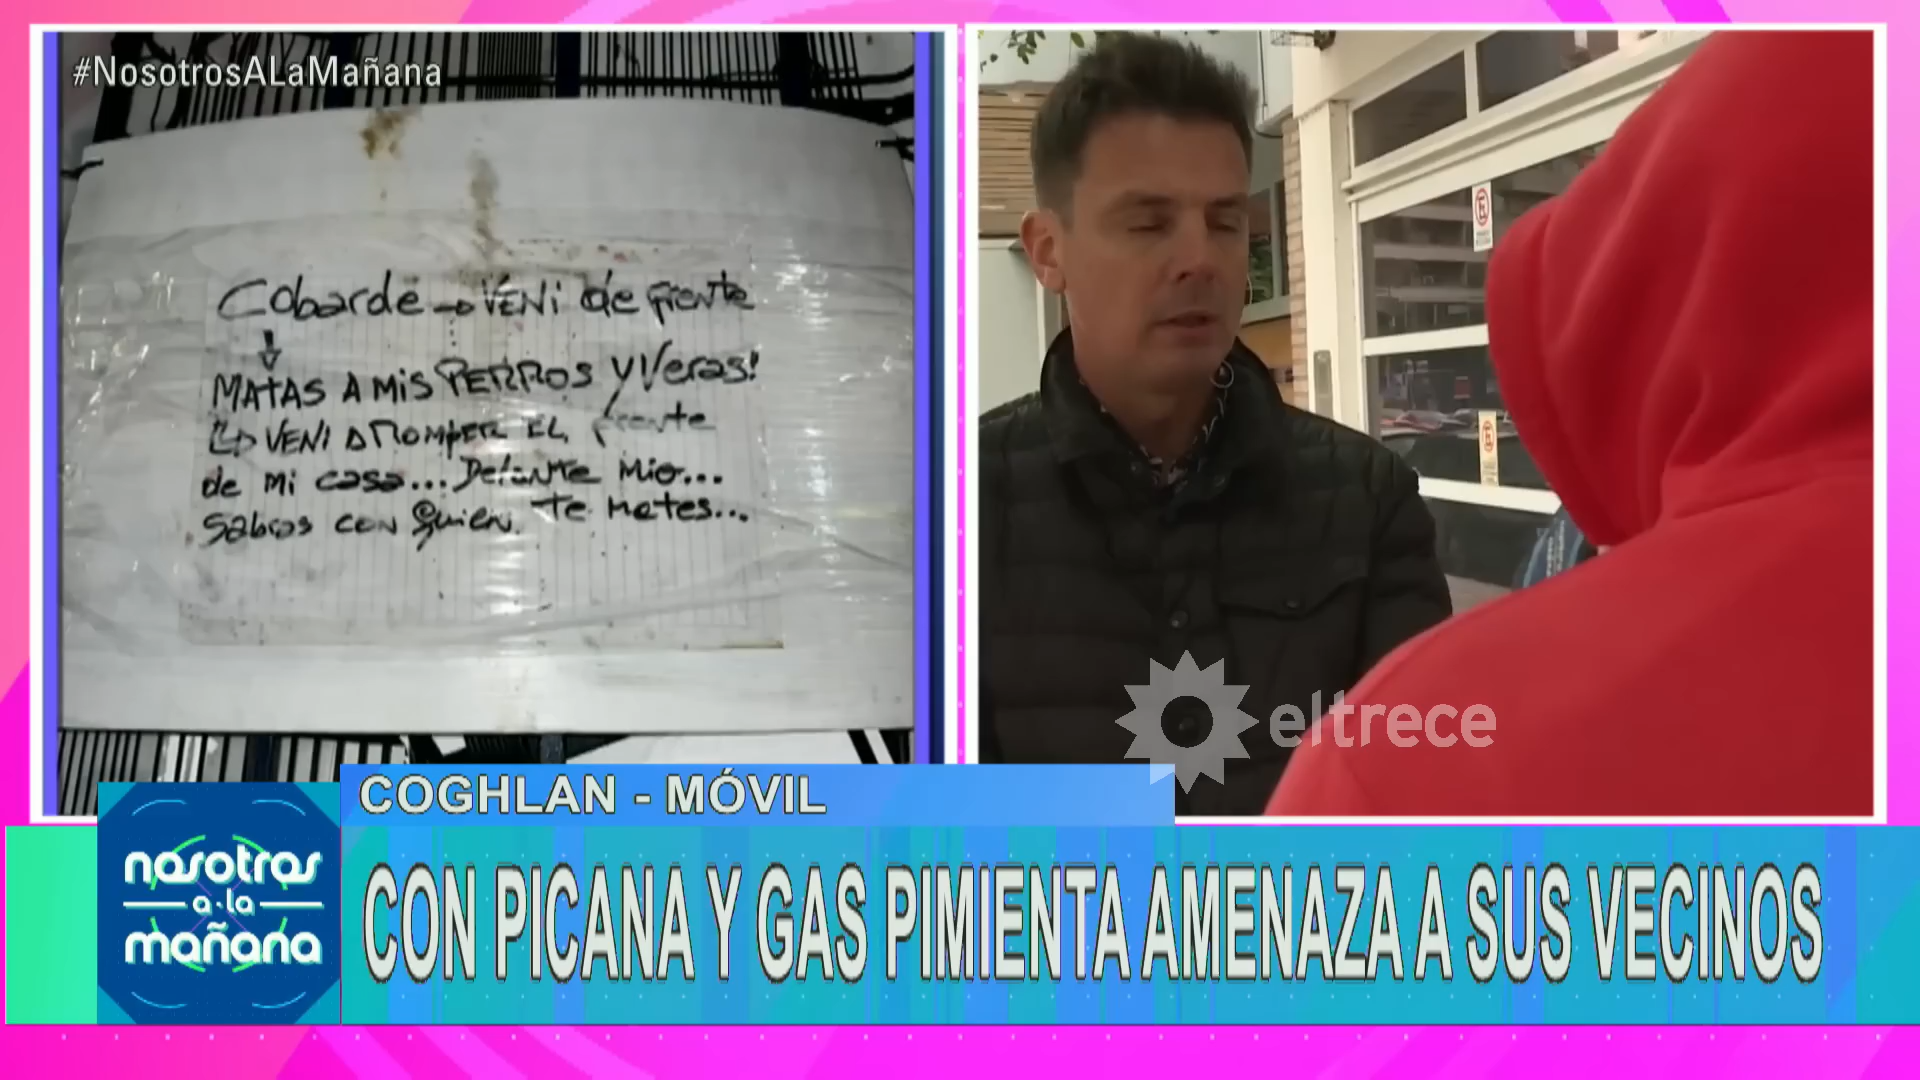 #NosotrosALaMañana
Cobarde → VENi de frente
MATAS A MIS PERROS Y Veras!
VENI A ROMPER EL frente
de mi casa... Delante mio...
Sabras con quien te metes...
eltrece
COGHLAN - MÓVIL
CON PICANA Y GAS PIMIENTA AMENAZA A SUS VECINOS
nosotros
a·la
mañana